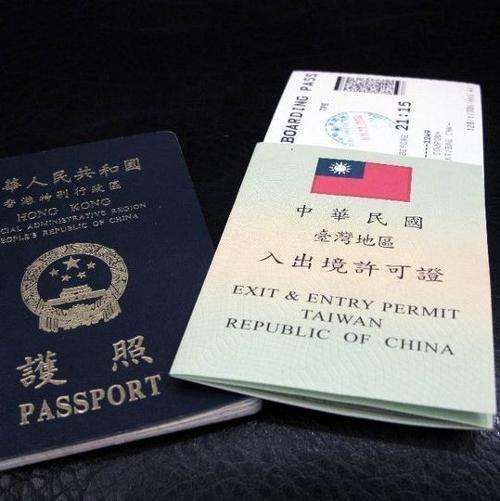 華人民共和國
香港特別行政區
HONG KONG
CIAL ADMINISTRATIVE REGION
PEOPLE'S REPUBLIC OF CHINA
護照
PASSPORT
BOARDING PASS
21:15
中華民國
臺灣地區
入出境許可證
EXIT & ENTRY PERMIT
TAIWAN
REPUBLIC OF CHINA